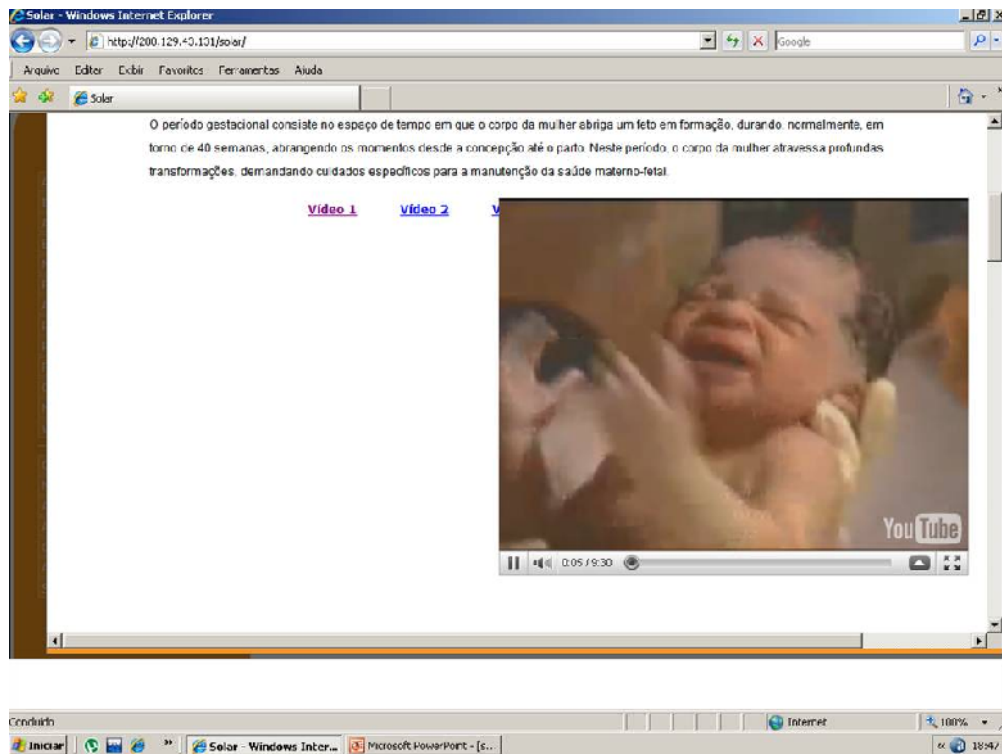 Solar - Windows Internet Explorer
http://200.129.43.131/solar/
Google
Arquivo Editar Exibir Favoritos Ferramentas Ajuda
Solar
O período gestacional consiste no espaço de tempo em que o corpo da mulher abriga um feto em formação, durando, normalmente, em
torno de 40 semanas, abrangendo os momentos desde a concepção até o parto. Neste período, o corpo da mulher atravessa profundas
transformações, demandando cuidados específicos para a manutenção da saúde materno-fetal.
Vídeo 1 Vídeo 2 V
YouTube
0:05 / 9:30
Concluído Internet 100%
Iniciar » Solar - Windows Inter... Microsoft PowerPoint - [s... « 18:47